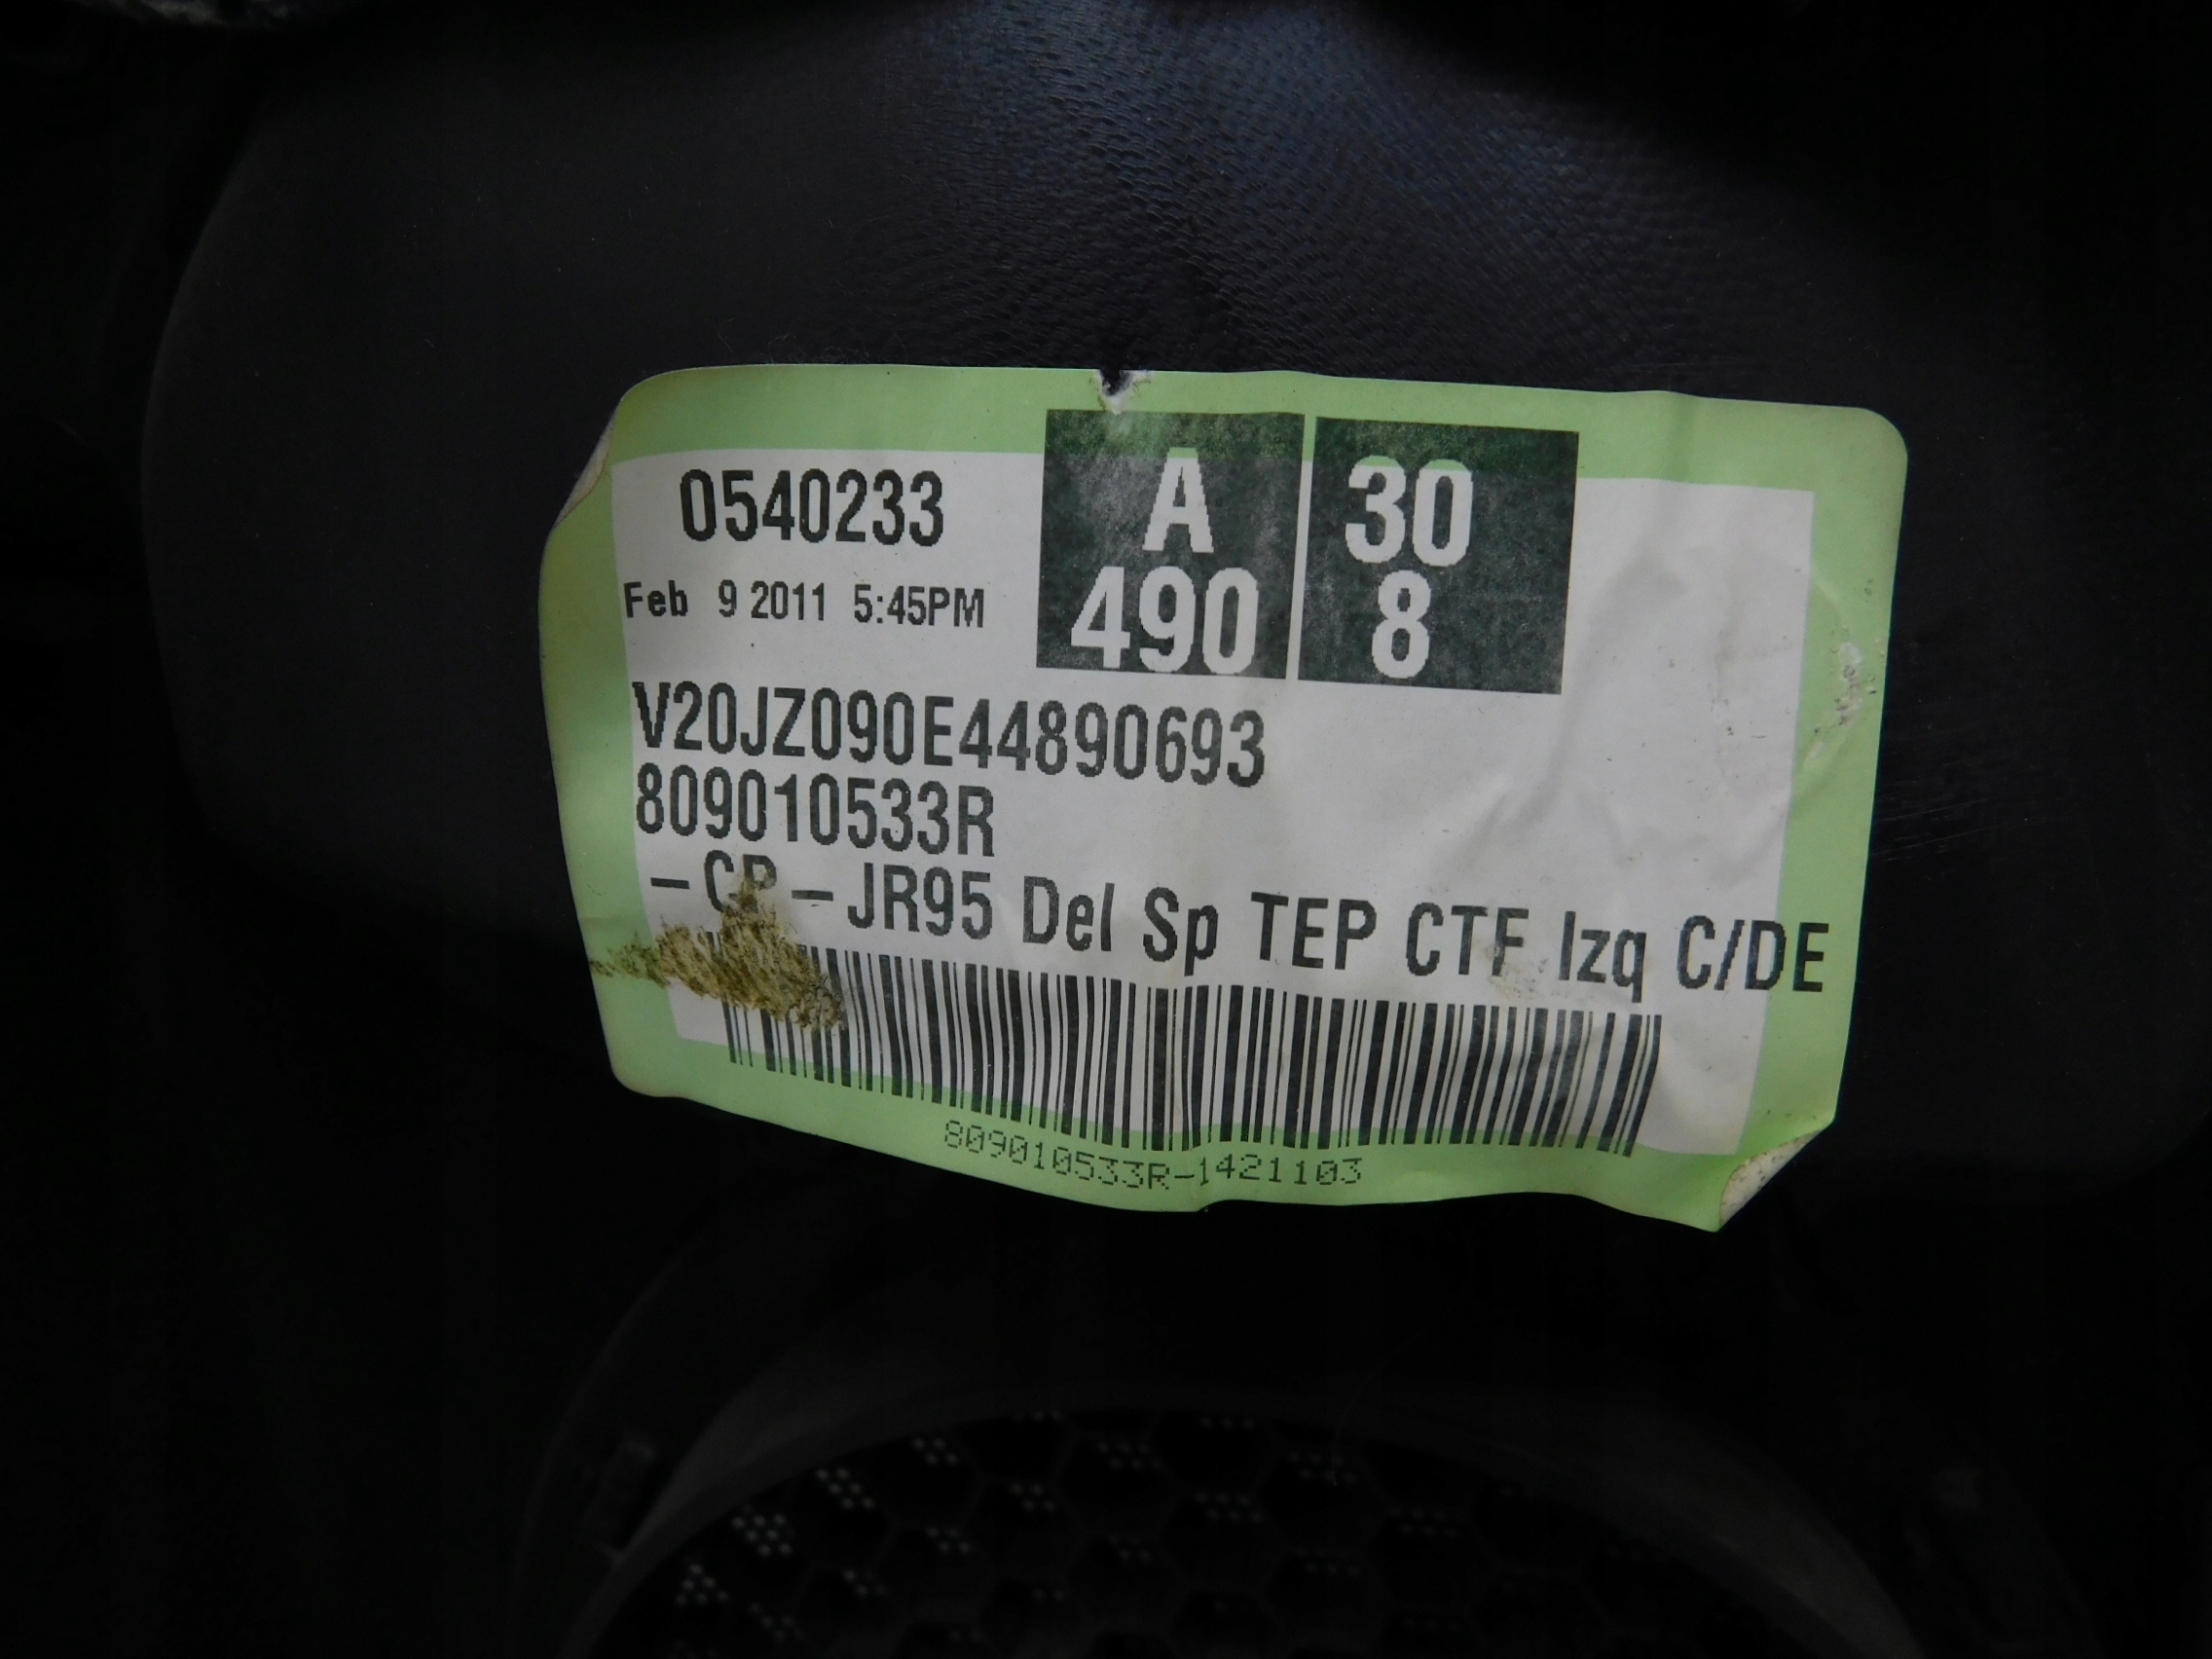 0540233
A
490
30
8
Feb 9 2011 5:45PM
V20JZ090E44890693
809010533R
- - JR95 Del Sp TEP CTF Izq C/DE
809010533R-1421103